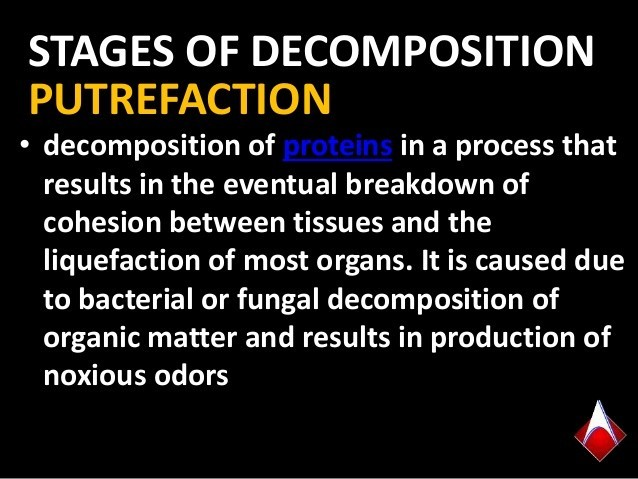 STAGES OF DECOMPOSITION
PUTREFACTION
• decomposition of proteins in a process that
results in the eventual breakdown of
cohesion between tissues and the
liquefaction of most organs. It is caused due
to bacterial or fungal decomposition of
organic matter and results in production of
noxious odors